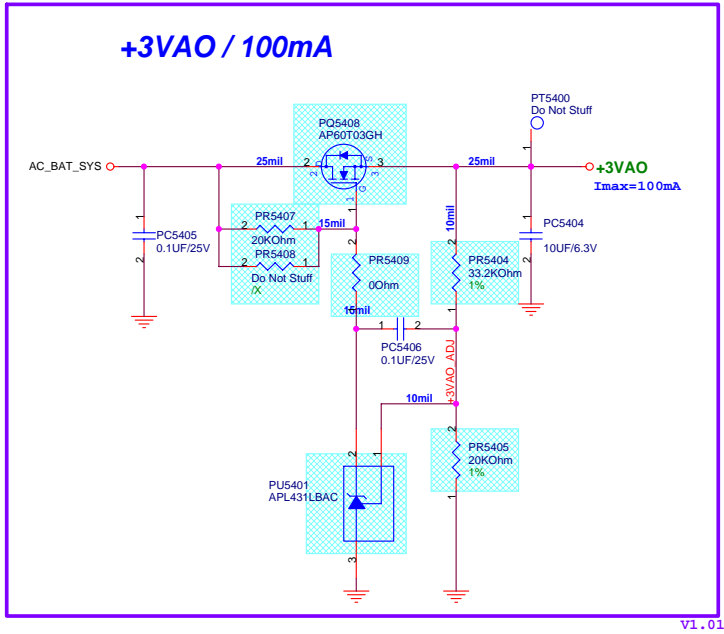 +3VAO / 100mA
PT5400
Do Not Stuff
1
PQ5408
AP60T03GH
AC_BAT_SYS
25mil
2
D
S
3
25mil
+3VAO
Imax=100mA
2
3
G
1
1
1
PC5405
0.1UF/25V
2
2
PR5407
1
15mil
20KOhm
PR5408
2
1
Do Not Stuff
/X
10mil
2
PR5409
0Ohm
15mil
2
PR5404
33.2KOhm
1%
1
1
PC5404
10UF/6.3V
2
1
2
PC5406
0.1UF/25V
+3VAO_ADJ
10mil
2
1
PU5401
APL431LBAC
3
2
PR5405
20KOhm
1%
1
V1.01